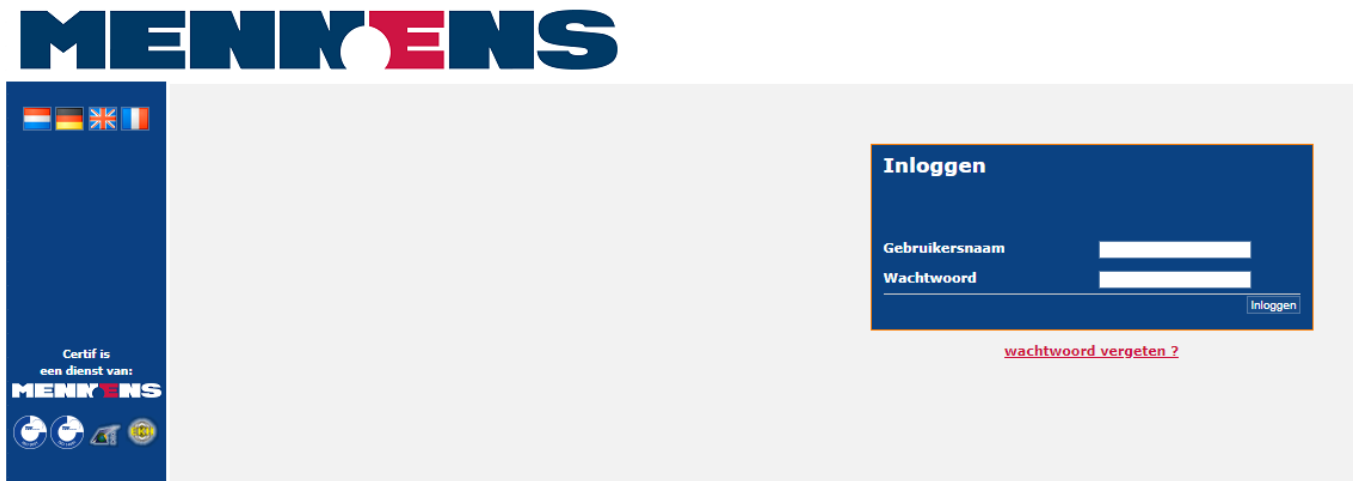 MENNENS
Inloggen
Gebruikersnaam
Wachtwoord
Inloggen
wachtwoord vergeten ?
Certif is
een dienst van:
MENNENS